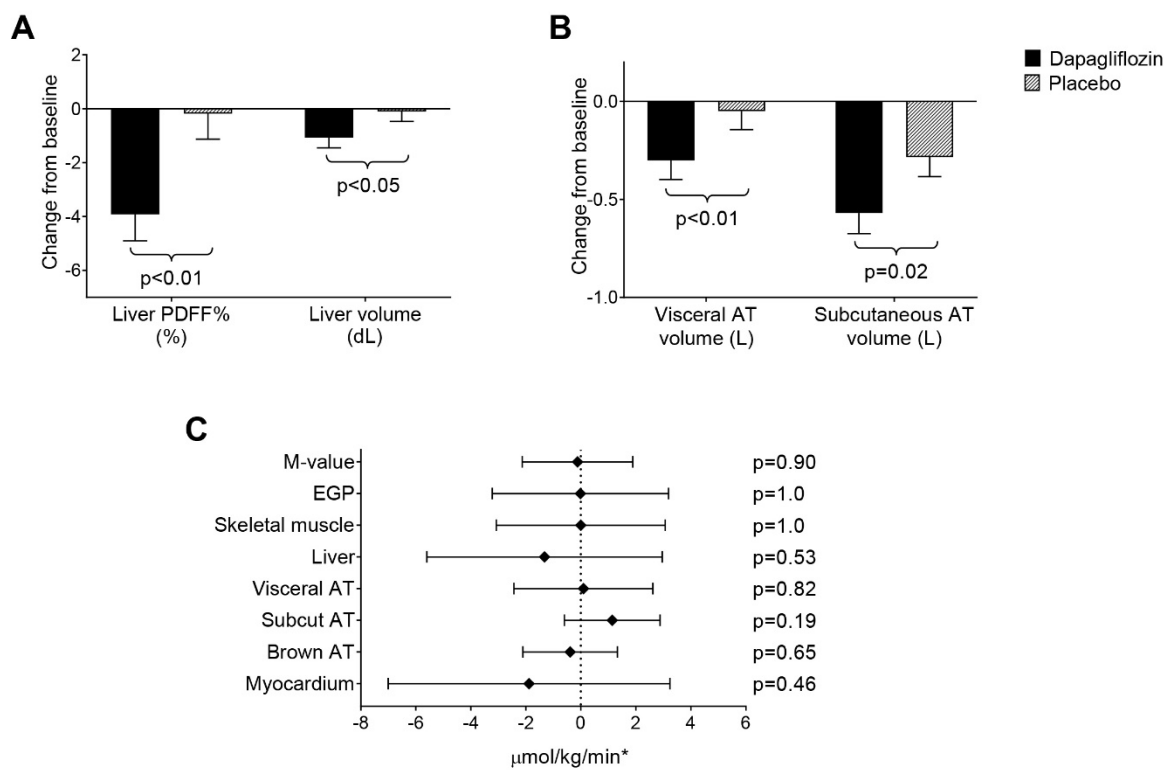 A
Change from baseline
2
0
-2
-4
-6
p<0.01
p<0.05
Liver PDFF%
(%)
Liver volume
(dL)
B
Change from baseline
0.0
-0.5
-1.0
p<0.01
p=0.02
Visceral AT
volume (L)
Subcutaneous AT
volume (L)
Dapagliflozin
Placebo
C
M-value p=0.90
EGP p=1.0
Skeletal muscle p=1.0
Liver p=0.53
Visceral AT p=0.82
Subcut AT p=0.19
Brown AT p=0.65
Myocardium p=0.46
-8 -6 -4 -2 0 2 4 6
μmol/kg/min*